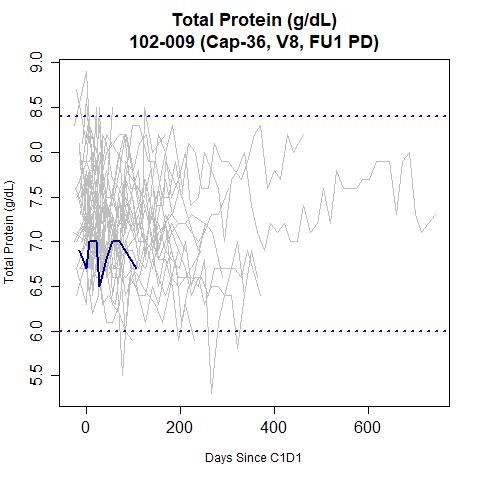 Total Protein (g/dL)
102-009 (Cap-36, V8, FU1 PD)
Total Protein (g/dL)
9.0
8.5
8.0
7.5
7.0
6.5
6.0
5.5
0 200 400 600
Days Since C1D1